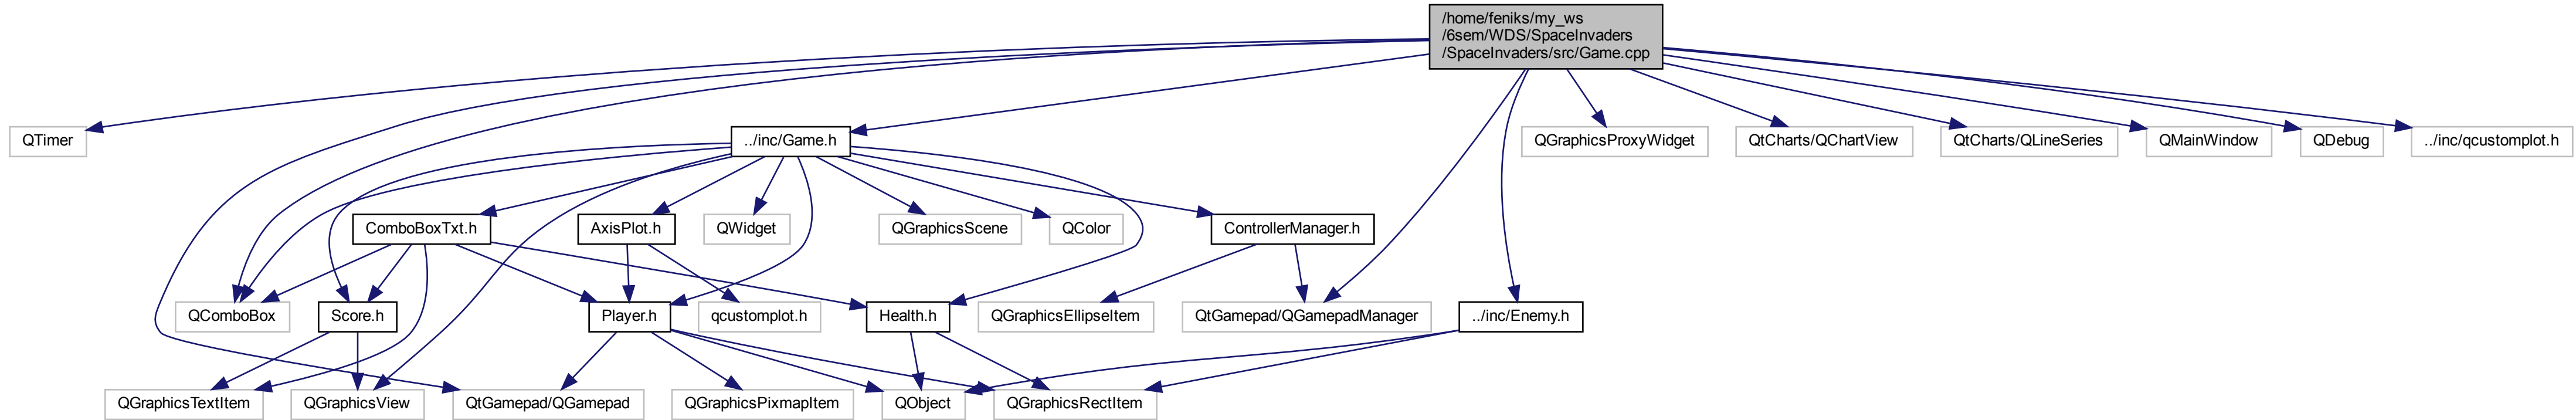 /home/feniks/my_ws
/6sem/WDS/SpaceInvaders
/SpaceInvaders/src/Game.cpp
QTimer
../inc/Game.h
QGraphicsProxyWidget
QtCharts/QChartView
QtCharts/QLineSeries
QMainWindow
QDebug
../inc/qcustomplot.h
ComboBoxTxt.h
AxisPlot.h
QWidget
QGraphicsScene
QColor
ControllerManager.h
QComboBox
Score.h
Player.h
qcustomplot.h
Health.h
QGraphicsEllipseItem
QtGamepad/QGamepadManager
../inc/Enemy.h
QGraphicsTextItem
QGraphicsView
QtGamepad/QGamepad
QGraphicsPixmapItem
QObject
QGraphicsRectItem